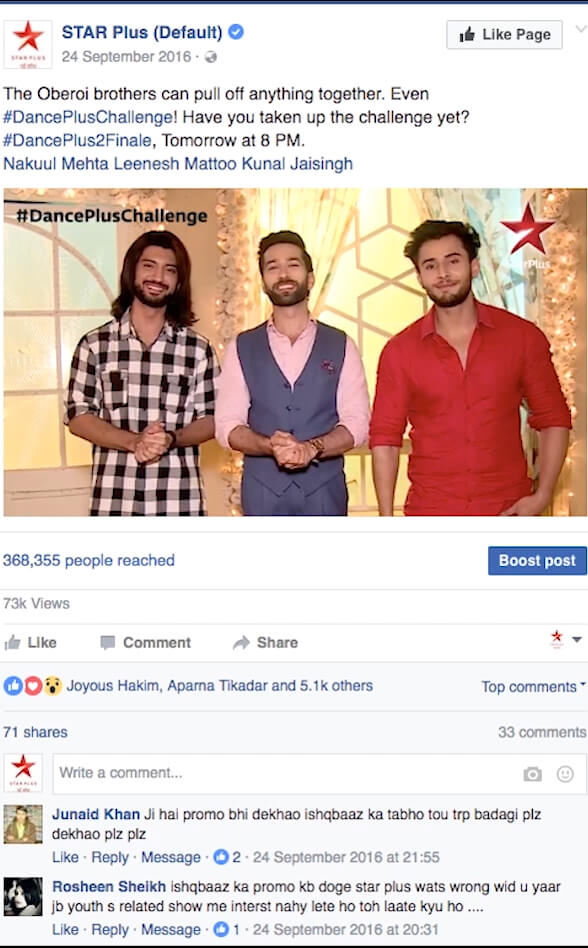 STAR Plus (Default)
Like Page
24 September 2016 ·
The Oberoi brothers can pull off anything together. Even
#DancePlusChallenge! Have you taken up the challenge yet?
#DancePlus2Finale, Tomorrow at 8 PM.
Nakuul Mehta Leenesh Mattoo Kunal Jaisingh
#DancePlusChallenge
368,355 people reached
Boost post
73k Views
Like Comment Share
Joyous Hakim, Aparna Tikadar and 5.1k others
Top comments
71 shares
33 comments
STAR PLUS
Write a comment...
Junaid Khan Ji hai promo bhi dekhao ishqbaaz ka tabho tou trp badagi plz
dekhao plz plz
Like · Reply · Message · 2 · 24 September 2016 at 21:55
Rosheen Sheikh ishqbaaz ka promo kb doge star plus wats wrong wid u yaar
jb youth s related show me interst nahy lete ho toh laate kyu ho ....
Like · Reply · Message · 1 · 24 September 2016 at 20:31